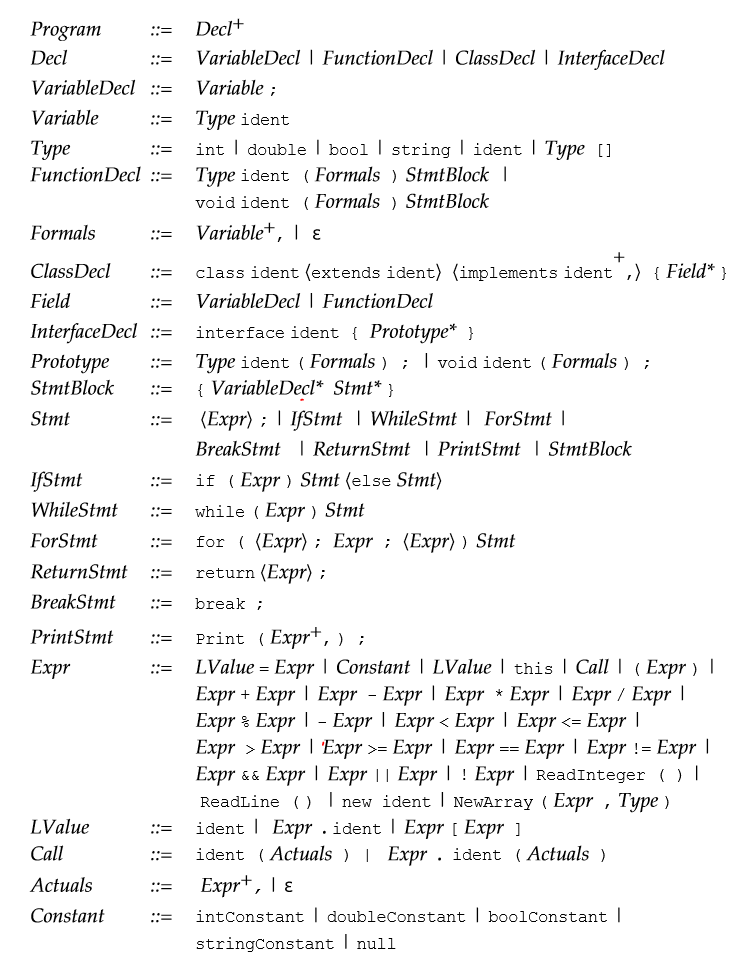 Program ::= Decl+
Decl ::= VariableDecl | FunctionDecl | ClassDecl | InterfaceDecl
VariableDecl ::= Variable ;
Variable ::= Type ident
Type ::= int | double | bool | string | ident | Type []
FunctionDecl ::= Type ident ( Formals ) StmtBlock |
void ident ( Formals ) StmtBlock
Formals ::= Variable+, | ε
ClassDecl ::= class ident ⟨extends ident⟩ ⟨implements ident+,⟩ { Field* }
Field ::= VariableDecl | FunctionDecl
InterfaceDecl ::= interface ident { Prototype* }
Prototype ::= Type ident ( Formals ) ; | void ident ( Formals ) ;
StmtBlock ::= { VariableDecl* Stmt* }
Stmt ::= ⟨Expr⟩ ; | IfStmt | WhileStmt | ForStmt |
BreakStmt | ReturnStmt | PrintStmt | StmtBlock
IfStmt ::= if ( Expr ) Stmt ⟨else Stmt⟩
WhileStmt ::= while ( Expr ) Stmt
ForStmt ::= for ( ⟨Expr⟩ ; Expr ; ⟨Expr⟩ ) Stmt
ReturnStmt ::= return ⟨Expr⟩ ;
BreakStmt ::= break ;
PrintStmt ::= Print ( Expr+, ) ;
Expr ::= LValue = Expr | Constant | LValue | this | Call | ( Expr ) |
Expr + Expr | Expr - Expr | Expr * Expr | Expr / Expr |
Expr % Expr | - Expr | Expr < Expr | Expr <= Expr |
Expr > Expr | Expr >= Expr | Expr == Expr | Expr != Expr |
Expr && Expr | Expr || Expr | ! Expr | ReadInteger ( ) |
ReadLine ( ) | new ident | NewArray ( Expr , Type )
LValue ::= ident | Expr . ident | Expr [ Expr ]
Call ::= ident ( Actuals ) | Expr . ident ( Actuals )
Actuals ::= Expr+, | ε
Constant ::= intConstant | doubleConstant | boolConstant |
stringConstant | null